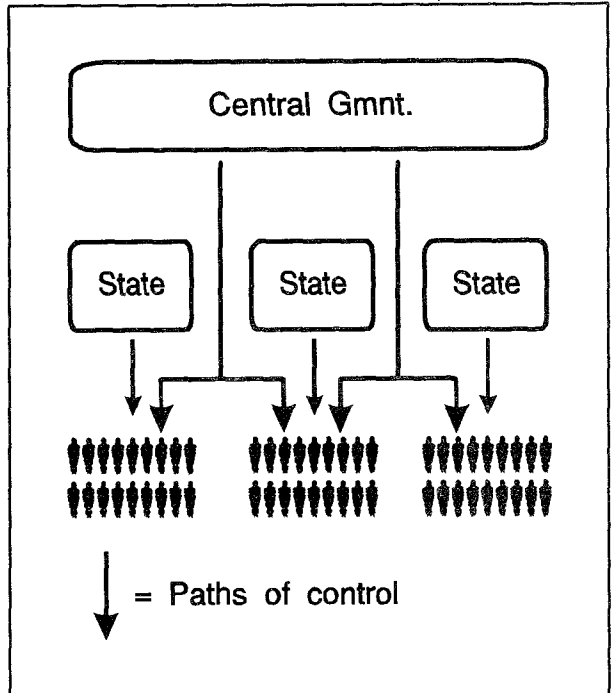 Central Gmnt.
State State State
= Paths of control